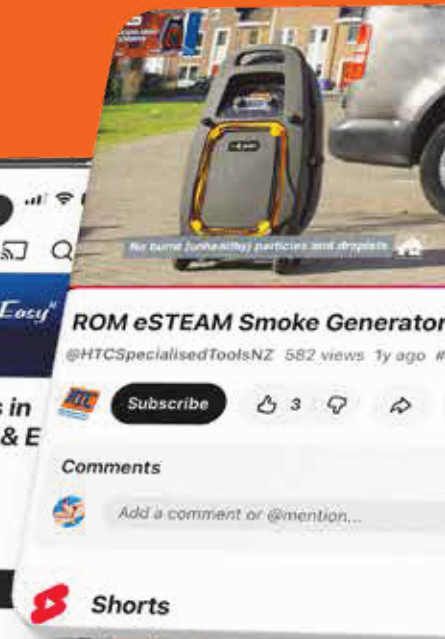 No burnt (unhealthy) particles and droplets
Easy"
ROM eSTEAM Smoke Generator
@HTCSpecialisedToolsNZ 582 views 1y ago #
s in
& E
HTC
Subscribe
3
Comments
Add a comment or @mention...
Shorts